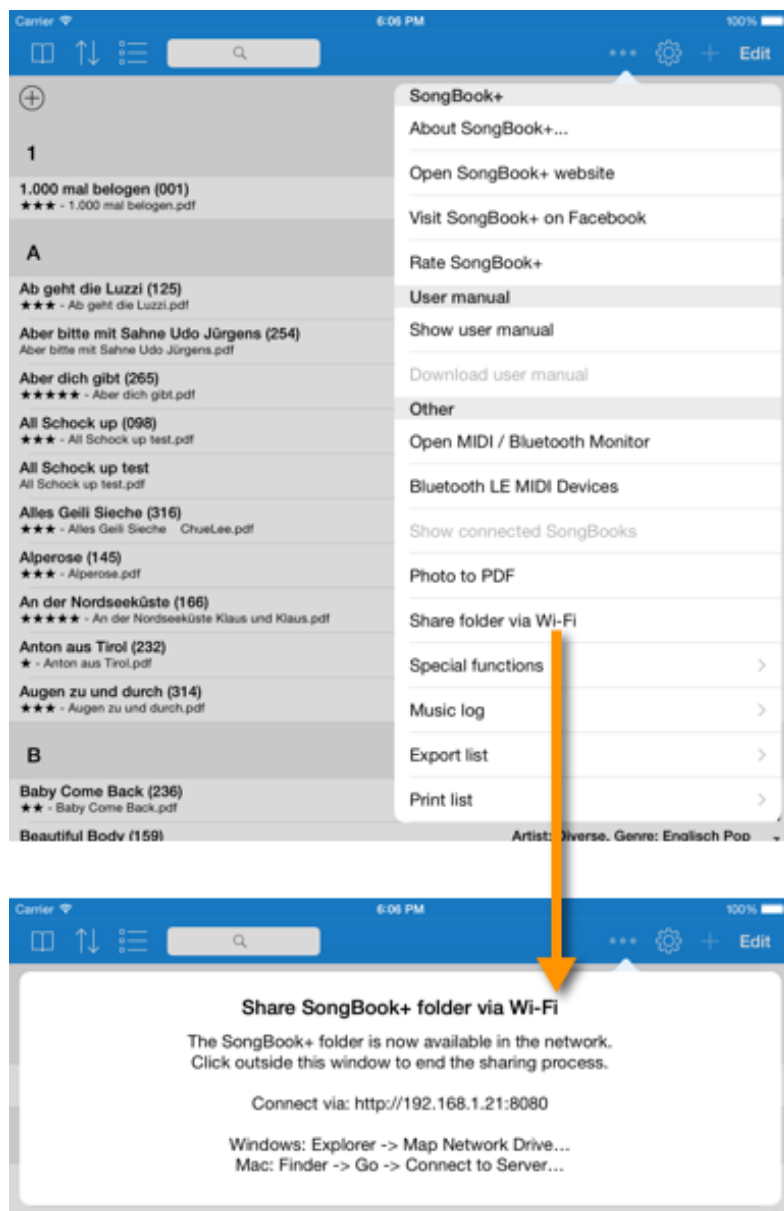 Carrier 6:06 PM 100%
Edit
1
1.000 mal belogen (001)
★★★ - 1.000 mal belogen.pdf
A
Ab geht die Luzzi (125)
★★★ - Ab geht die Luzzi.pdf
Aber bitte mit Sahne Udo Jürgens (254)
Aber bitte mit Sahne Udo Jürgens.pdf
Aber dich gibt (265)
★★★★★ - Aber dich gibt.pdf
All Schock up (098)
★★★ - All Schock up test.pdf
All Schock up test
All Schock up test.pdf
Alles Geili Sieche (316)
★★★ - Alles Geili Sieche ChueLee.pdf
Alperose (145)
★★★ - Alperose.pdf
An der Nordseeküste (166)
★★★★★ - An der Nordseeküste Klaus und Klaus.pdf
Anton aus Tirol (232)
★ - Anton aus Tirol.pdf
Augen zu und durch (314)
★★★ - Augen zu und durch.pdf
B
Baby Come Back (236)
★★ - Baby Come Back.pdf
Beautiful Body (159)
Artist: Diverse, Genre: Englisch Pop
SongBook+
About SongBook+...
Open SongBook+ website
Visit SongBook+ on Facebook
Rate SongBook+
User manual
Show user manual
Download user manual
Other
Open MIDI / Bluetooth Monitor
Bluetooth LE MIDI Devices
Show connected SongBooks
Photo to PDF
Share folder via Wi-Fi
Special functions
Music log
Export list
Print list
Carrier 6:06 PM 100%
Edit
Share SongBook+ folder via Wi-Fi
The SongBook+ folder is now available in the network.
Click outside this window to end the sharing process.
Connect via: http://192.168.1.21:8080
Windows: Explorer -> Map Network Drive...
Mac: Finder -> Go -> Connect to Server...